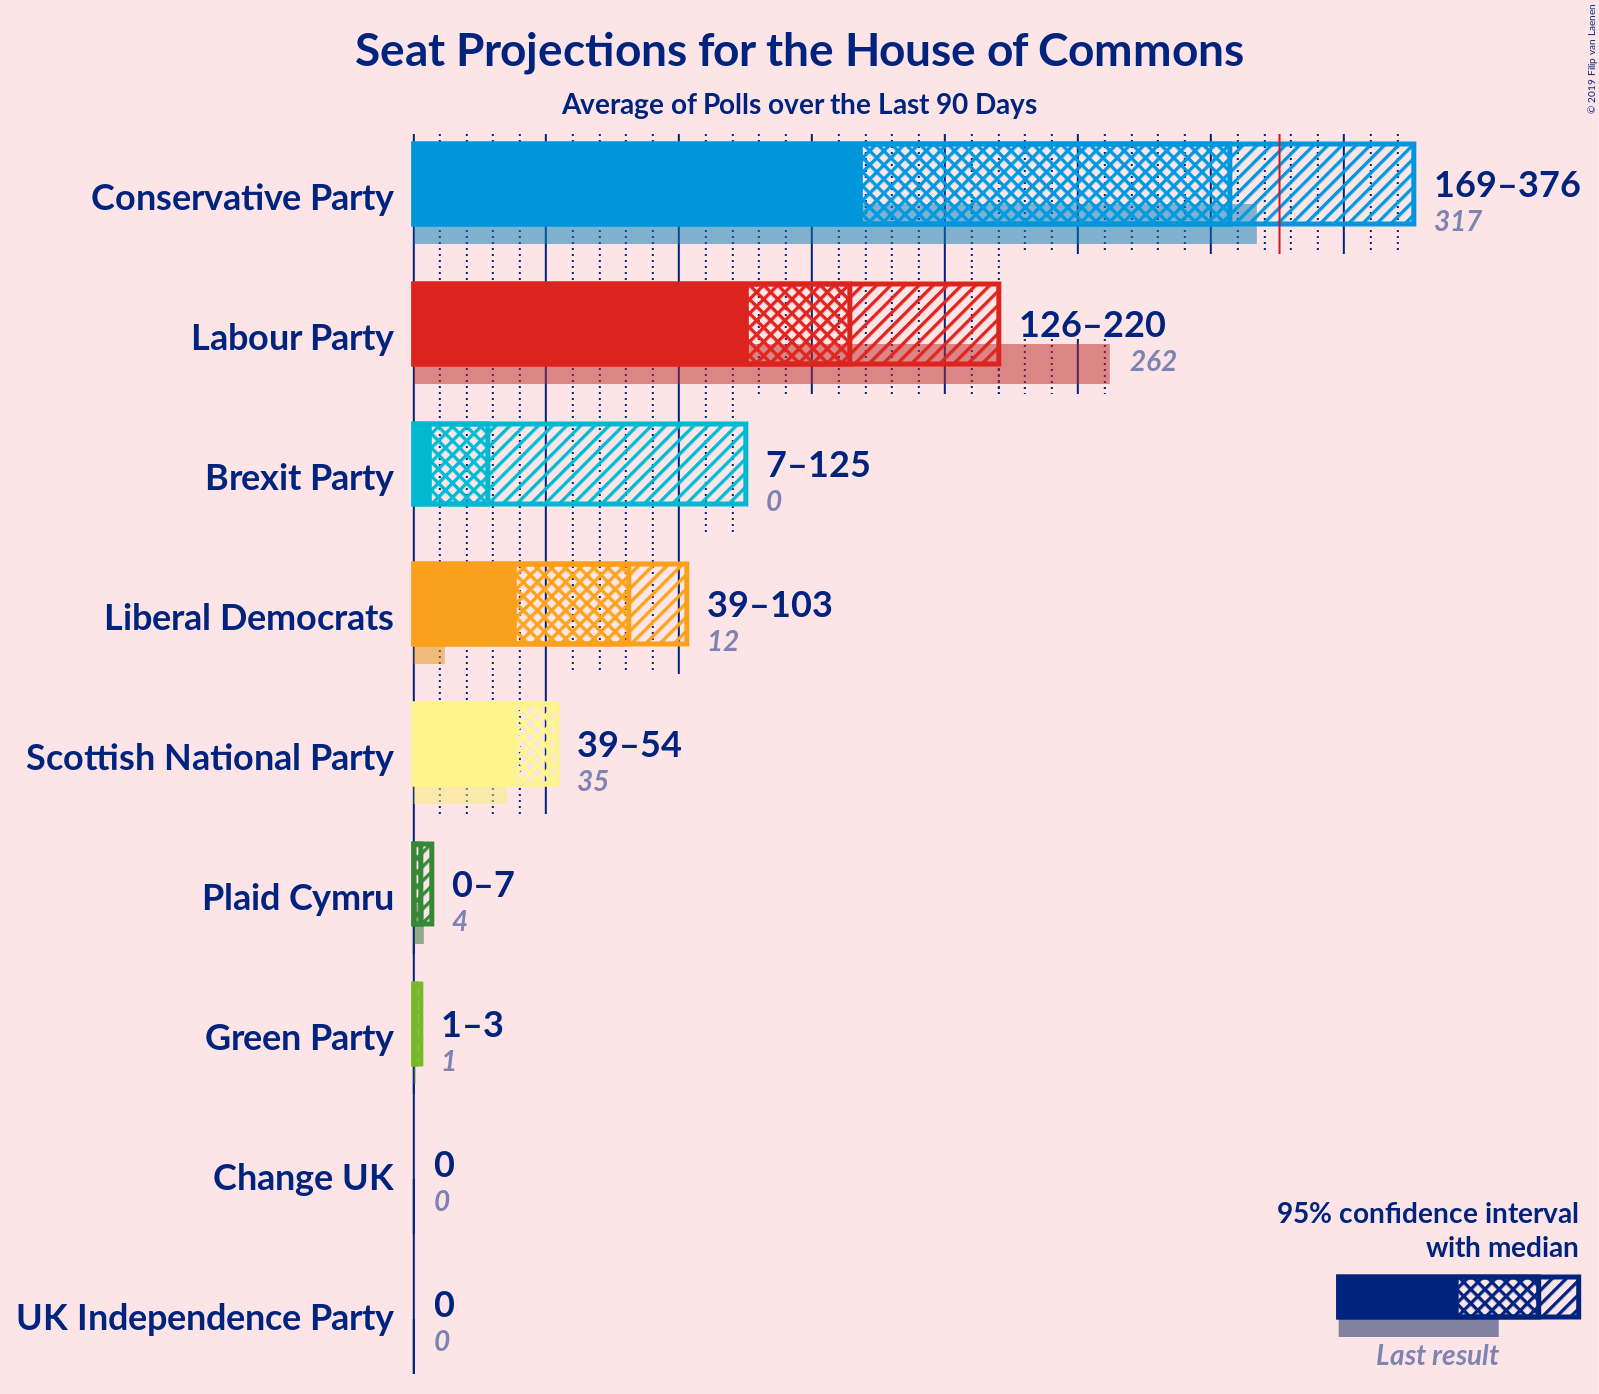 Seat Projections for the House of Commons
Average of Polls over the Last 90 Days
© 2019 Filip van Laenen
Conservative Party
169–376
317
Labour Party
126–220
262
Brexit Party
7–125
0
Liberal Democrats
39–103
12
Scottish National Party
39–54
35
Plaid Cymru
0–7
4
Green Party
1–3
1
Change UK
0
0
UK Independence Party
0
0
95% confidence interval
with median
Last result